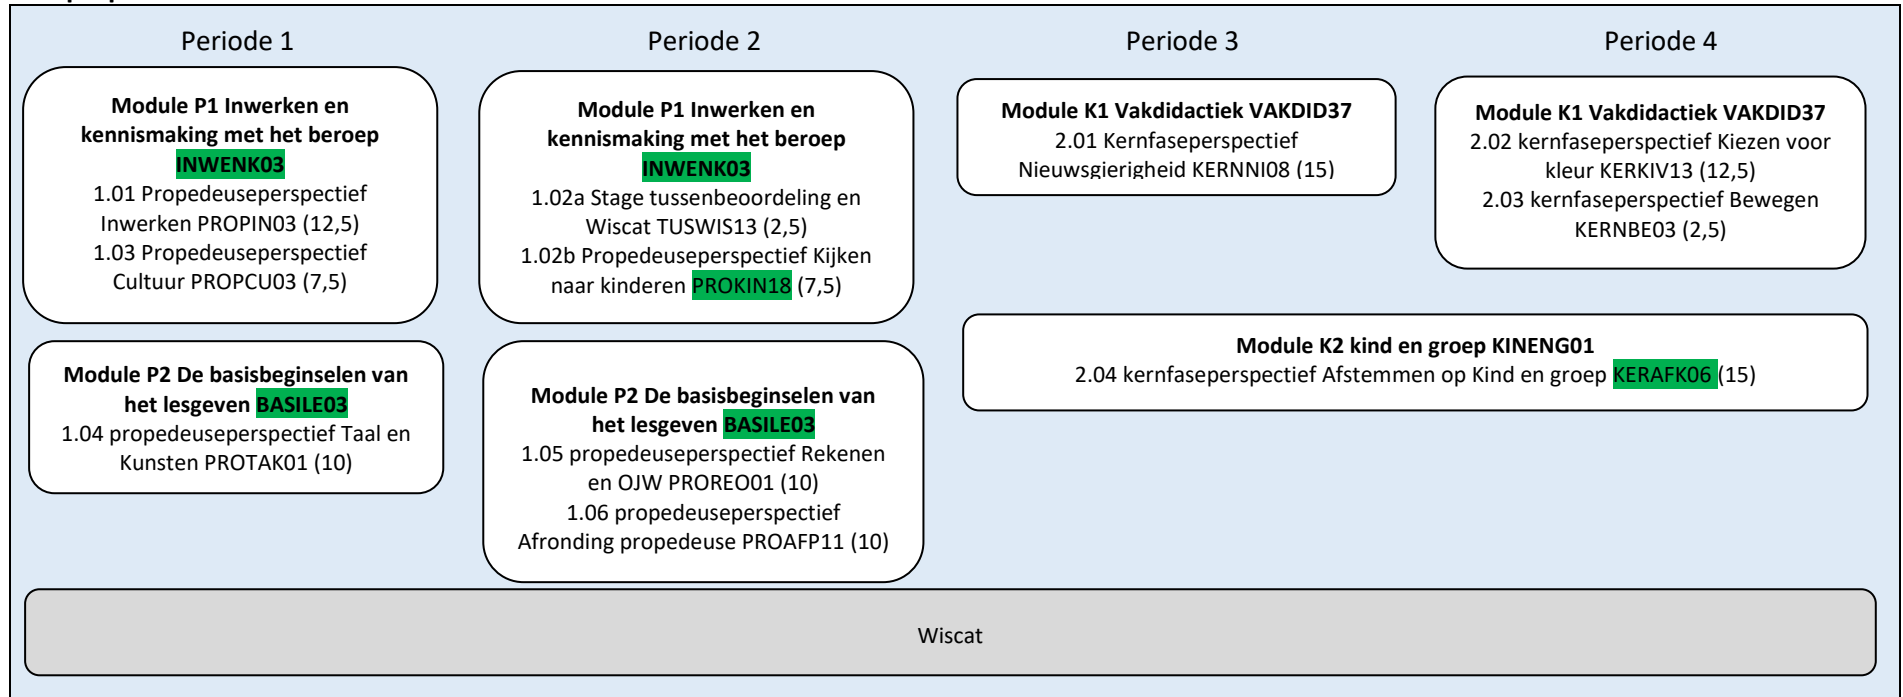 Periode 1
Periode 2
Periode 3
Periode 4
Module P1 Inwerken en
kennismaking met het beroep
INWENK03
1.01 Propedeuseperspectief
Inwerken PROPIN03 (12,5)
1.03 Propedeuseperspectief
Cultuur PROPCU03 (7,5)
Module P2 De basisbeginselen van
het lesgeven BASILE03
1.04 propedeuseperspectief Taal en
Kunsten PROTAK01 (10)
Module P1 Inwerken en
kennismaking met het beroep
INWENK03
1.02a Stage tussenbeoordeling en
Wiscat TUSWIS13 (2,5)
1.02b Propedeuseperspectief Kijken
naar kinderen PROKIN18 (7,5)
Module P2 De basisbeginselen van
het lesgeven BASILE03
1.05 propedeuseperspectief Rekenen
en OJW PROREO01 (10)
1.06 propedeuseperspectief
Afronding propedeuse PROAFP11 (10)
Module K1 Vakdidactiek VAKDID37
2.01 Kernfaseperspectief
Nieuwsgierigheid KERNNI08 (15)
Module K1 Vakdidactiek VAKDID37
2.02 kernfaseperspectief Kiezen voor
kleur KERKIV13 (12,5)
2.03 kernfaseperspectief Bewegen
KERNBE03 (2,5)
Module K2 kind en groep KINENG01
2.04 kernfaseperspectief Afstemmen op Kind en groep KERAFK06 (15)
Wiscat